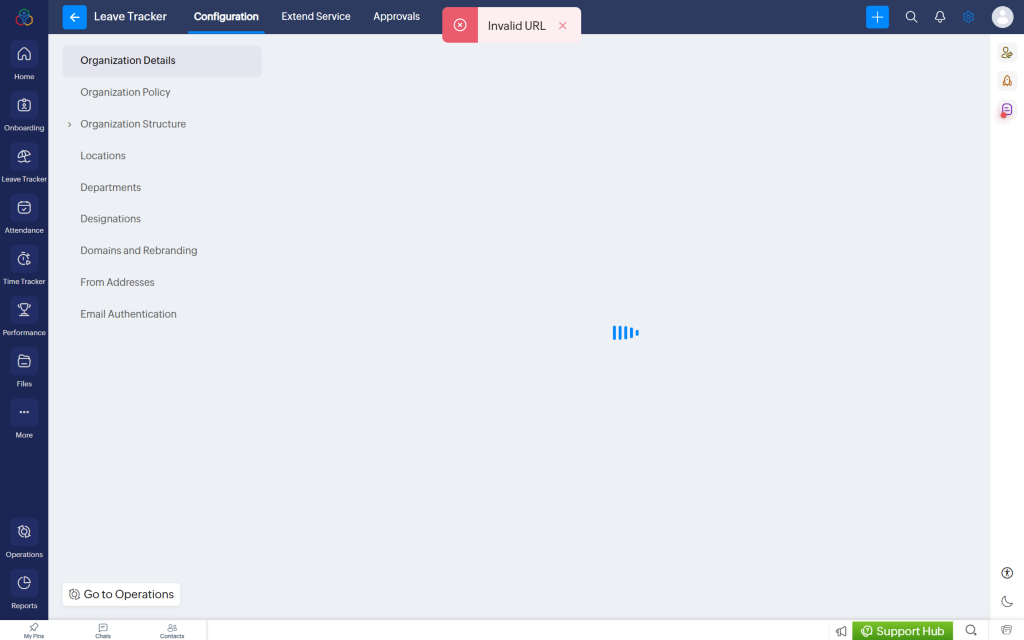 Leave Tracker
Configuration
Extend Service
Approvals
Invalid URL
Home
Onboarding
Leave Tracker
Attendance
Time Tracker
Performance
Files
More
Operations
Reports
Organization Details
Organization Policy
Organization Structure
Locations
Departments
Designations
Domains and Rebranding
From Addresses
Email Authentication
Go to Operations
My Pins
Chats
Contacts
Support Hub